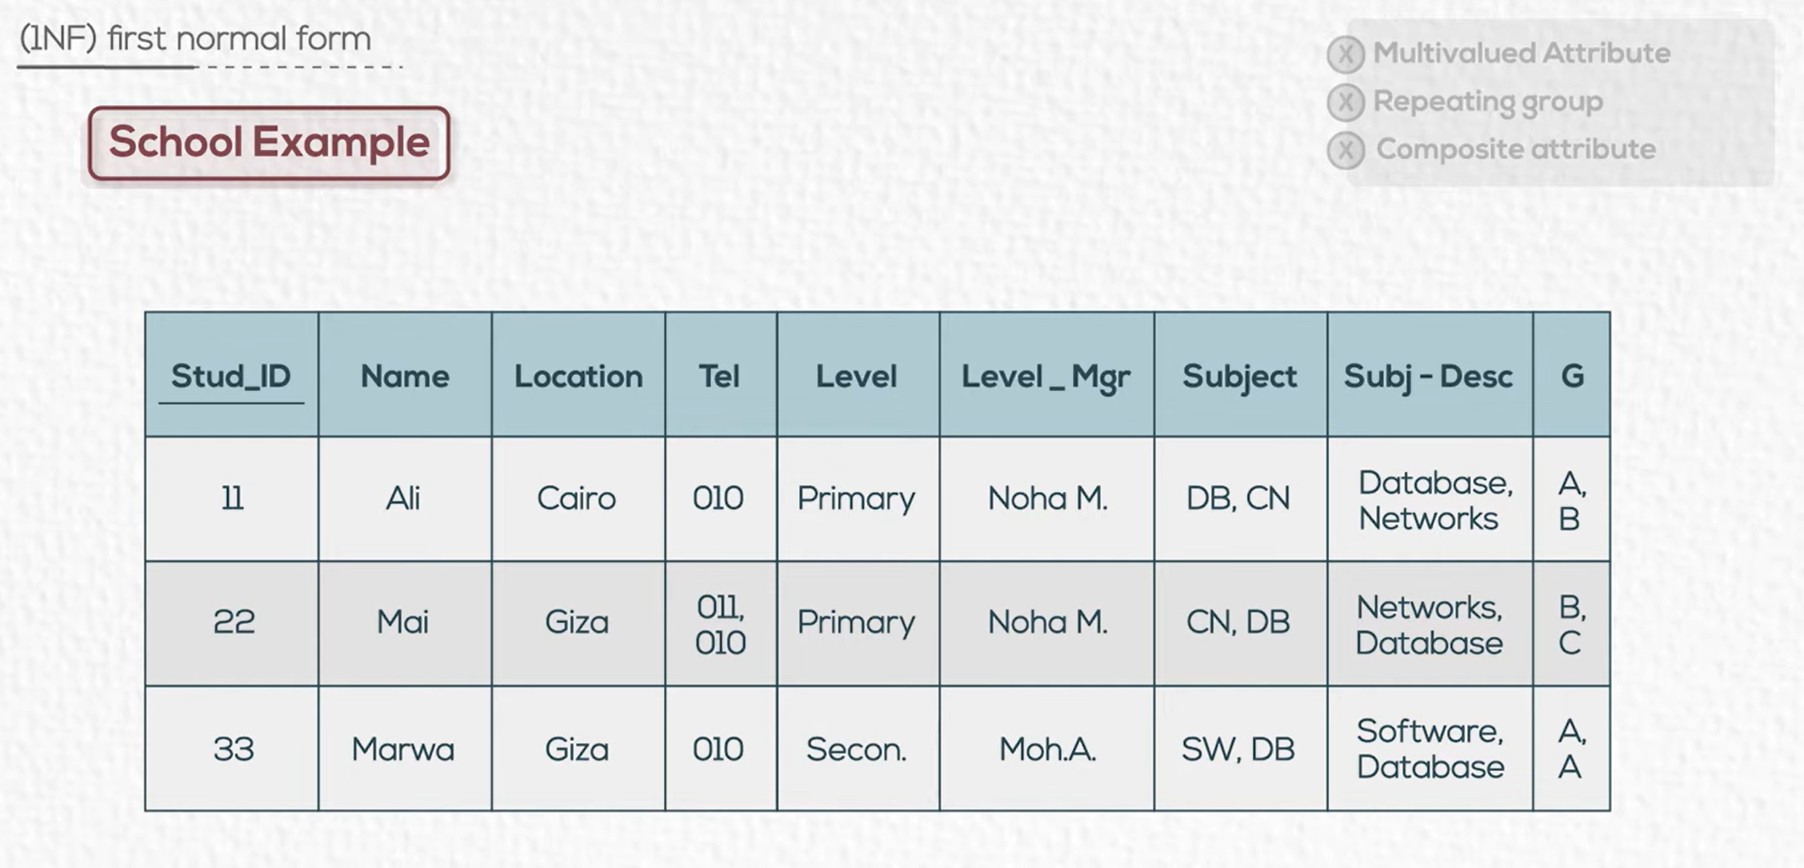 (1NF) first normal form
School Example
X Multivalued Attribute
X Repeating group
X Composite attribute
Stud_ID Name Location Tel Level Level_Mgr Subject Subj-Desc G
11 Ali Cairo 010 Primary Noha M. DB, CN Database, Networks A, B
22 Mai Giza 011, 010 Primary Noha M. CN, DB Networks, Database B, C
33 Marwa Giza 010 Secon. Moh.A. SW, DB Software, Database A, A